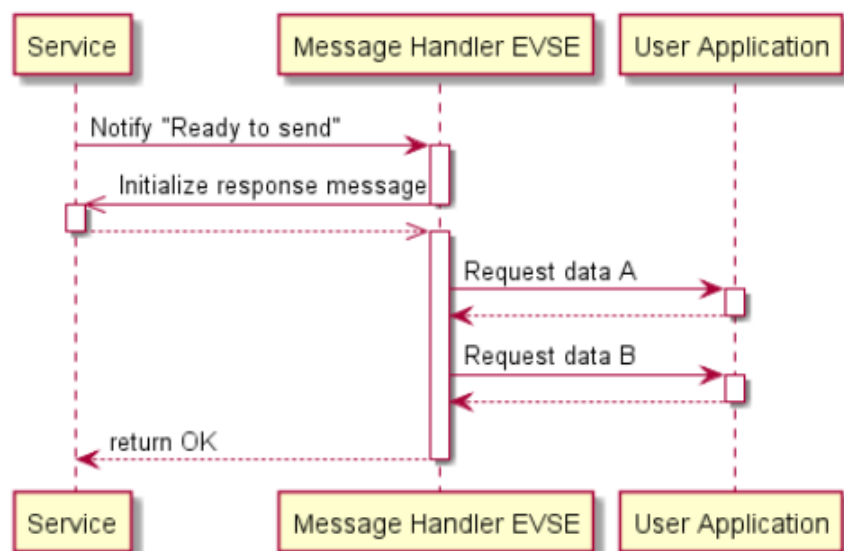 Service
Message Handler EVSE
User Application
Notify "Ready to send"
Initialize response message
Request data A
Request data B
return OK
Service
Message Handler EVSE
User Application